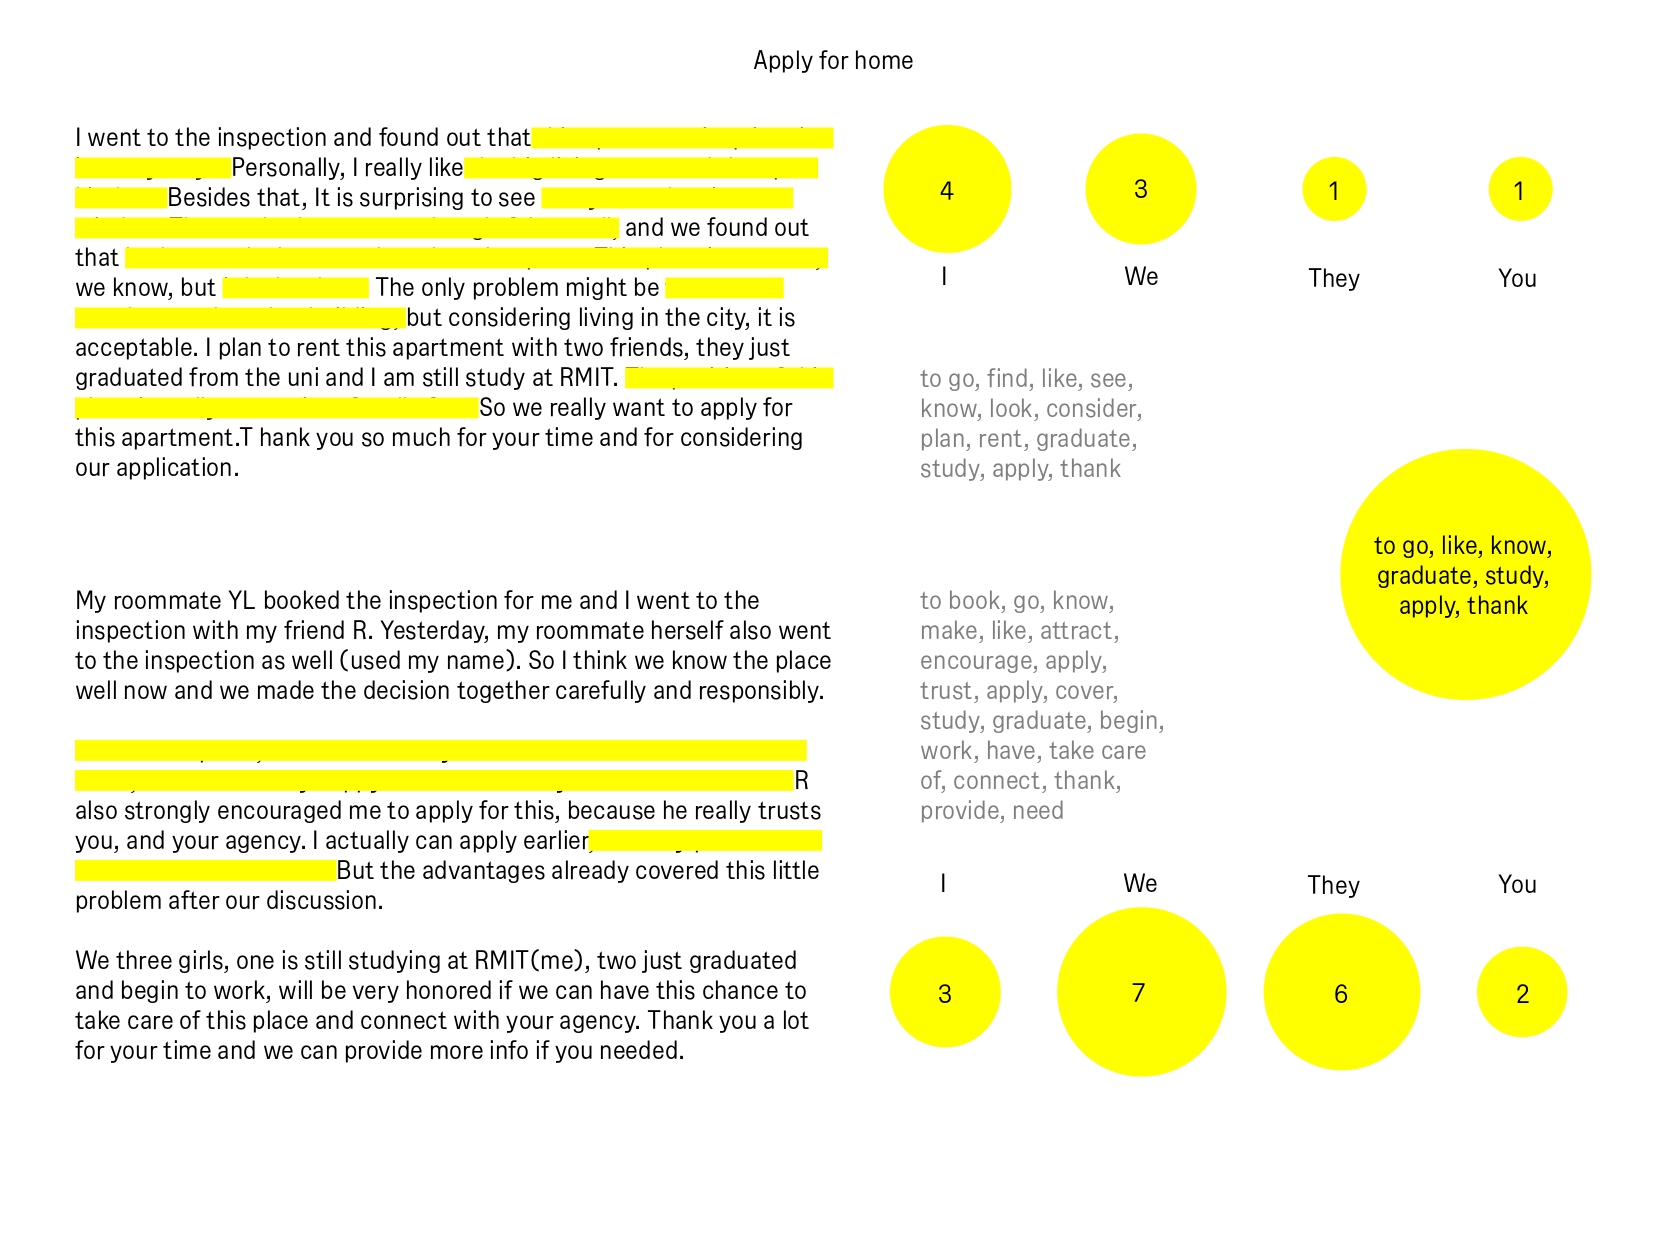 Apply for home
I went to the inspection and found out that
Personally, I really like
Besides that, It is surprising to see
and we found out
that
we know, but The only problem might be
but considering living in the city, it is
acceptable. I plan to rent this apartment with two friends, they just
graduated from the uni and I am still study at RMIT.
So we really want to apply for
this apartment.T hank you so much for your time and for considering
our application.
4
3
1
1
I
We
They
You
to go, find, like, see,
know, look, consider,
plan, rent, graduate,
study, apply, thank
to go, like, know,
graduate, study,
apply, thank
My roommate YL booked the inspection for me and I went to the
inspection with my friend R. Yesterday, my roommate herself also went
to the inspection as well (used my name). So I think we know the place
well now and we made the decision together carefully and responsibly.
R
also strongly encouraged me to apply for this, because he really trusts
you, and your agency. I actually can apply earlier,
But the advantages already covered this little
problem after our discussion.
We three girls, one is still studying at RMIT(me), two just graduated
and begin to work, will be very honored if we can have this chance to
take care of this place and connect with your agency. Thank you a lot
for your time and we can provide more info if you needed.
to book, go, know,
make, like, attract,
encourage, apply,
trust, apply, cover,
study, graduate, begin,
work, have, take care
of, connect, thank,
provide, need
I
We
They
You
3
7
6
2